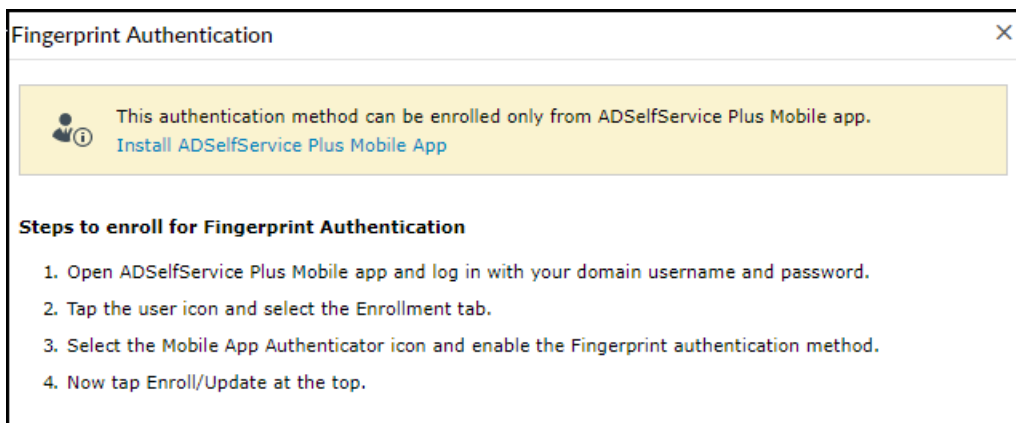 Fingerprint Authentication
This authentication method can be enrolled only from ADSelfService Plus Mobile app.
Install ADSelfService Plus Mobile App
Steps to enroll for Fingerprint Authentication
1. Open ADSelfService Plus Mobile app and log in with your domain username and password.
2. Tap the user icon and select the Enrollment tab.
3. Select the Mobile App Authenticator icon and enable the Fingerprint authentication method.
4. Now tap Enroll/Update at the top.